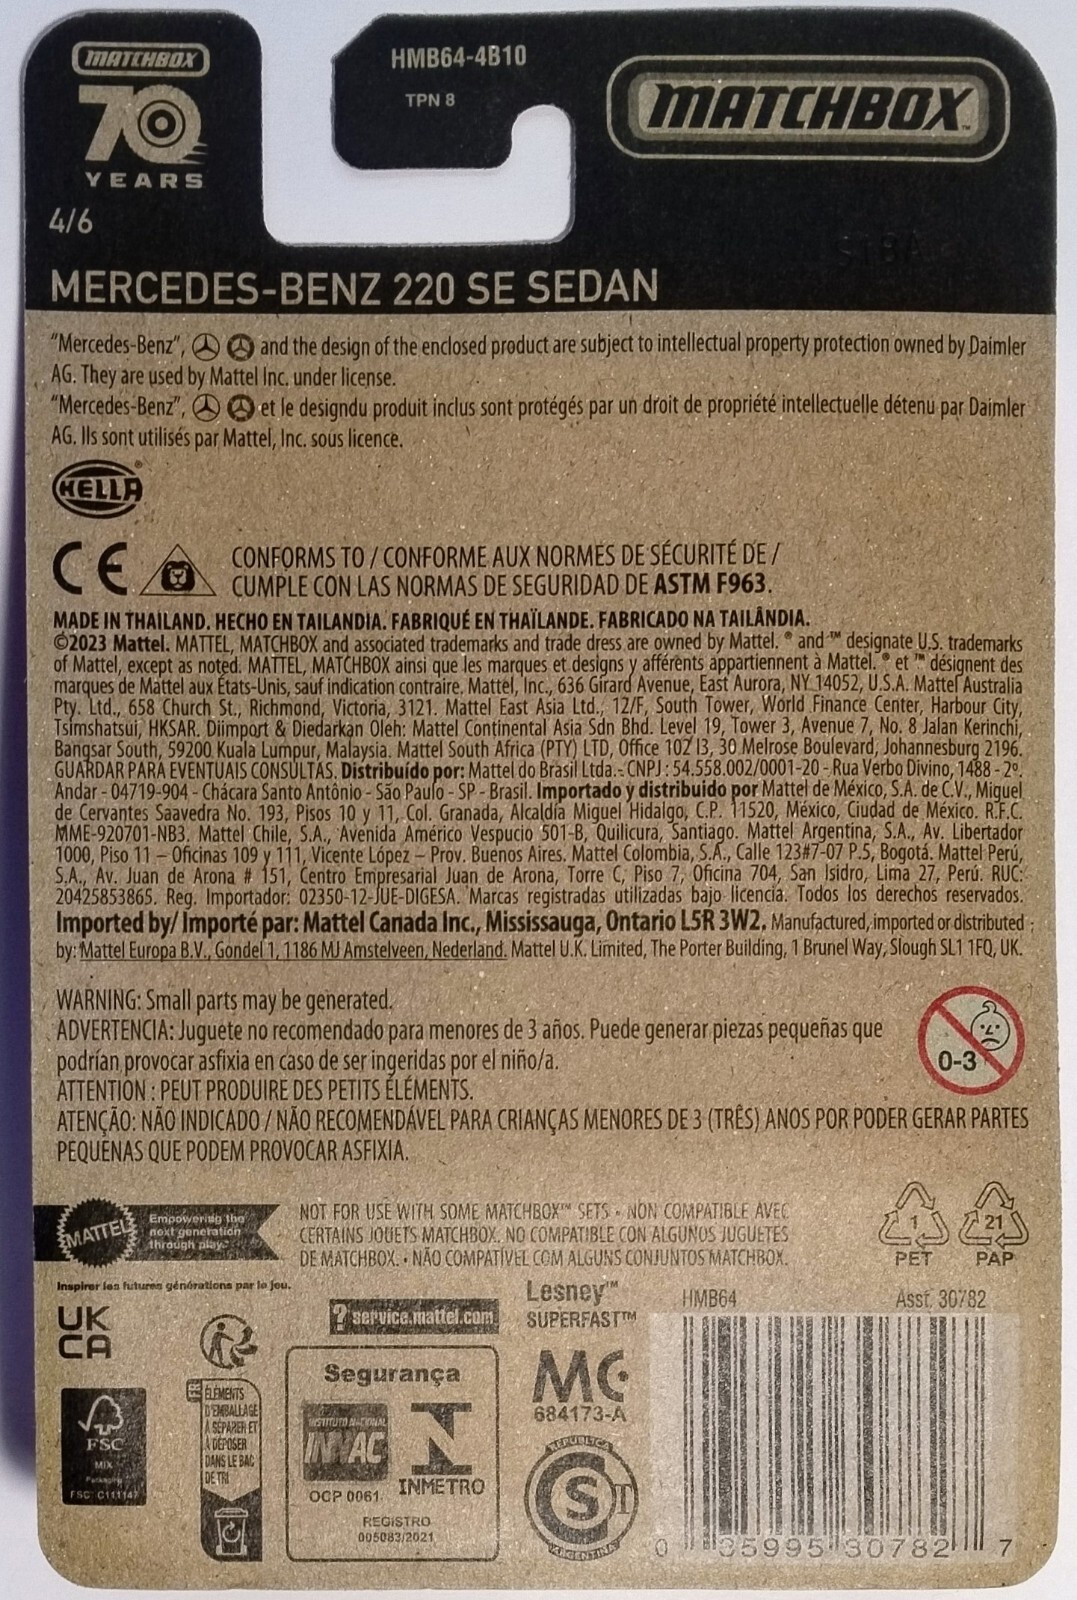 MATCHBOX
70
YEARS
4/6
HMB64-4B10
TPN 8
MATCHBOX™
MERCEDES-BENZ 220 SE SEDAN
“Mercedes-Benz”, and the design of the enclosed product are subject to intellectual property protection owned by Daimler
AG. They are used by Mattel Inc. under license.
“Mercedes-Benz”, et le designdu produit inclus sont protégés par un droit de propriété intellectuelle détenu par Daimler
AG. Ils sont utilisés par Mattel, Inc. sous licence.
HELLA®
CE
CONFORMS TO / CONFORME AUX NORMES DE SÉCURITÉ DE /
CUMPLE CON LAS NORMAS DE SEGURIDAD DE ASTM F963.
MADE IN THAILAND. HECHO EN TAILANDIA. FABRIQUÉ EN THAÏLANDE. FABRICADO NA TAILÂNDIA.
©2023 Mattel. MATTEL, MATCHBOX and associated trademarks and trade dress are owned by Mattel. ® and ™ designate U.S. trademarks
of Mattel, except as noted. MATTEL, MATCHBOX ainsi que les marques et designs y afférents appartiennent à Mattel. ® et ™ désignent des
marques de Mattel aux États-Unis, sauf indication contraire. Mattel, Inc., 636 Girard Avenue, East Aurora, NY 14052, U.S.A. Mattel Australia
Pty. Ltd., 658 Church St., Richmond, Victoria, 3121. Mattel East Asia Ltd., 12/F, South Tower, World Finance Center, Harbour City,
Tsimshatsui, HKSAR. Diimport & Diedarkan Oleh: Mattel Continental Asia Sdn Bhd. Level 19, Tower 3, Avenue 7, No. 8 Jalan Kerinchi,
Bangsar South, 59200 Kuala Lumpur, Malaysia. Mattel South Africa (PTY) LTD, Office 102 I3, 30 Melrose Boulevard, Johannesburg 2196.
GUARDAR PARA EVENTUAIS CONSULTAS. Distribuído por: Mattel do Brasil Ltda.- CNPJ : 54.558.002/0001-20 - Rua Verbo Divino, 1488 - 2º.
Andar - 04719-904 - Chácara Santo Antônio - São Paulo - SP - Brasil. Importado y distribuido por Mattel de México, S.A. de C.V., Miguel
de Cervantes Saavedra No. 193, Pisos 10 y 11, Col. Granada, Alcaldía Miguel Hidalgo, C.P. 11520, México, Ciudad de México. R.F.C.
MME-920701-NB3. Mattel Chile, S.A., Avenida Américo Vespucio 501-B, Quilicura, Santiago. Mattel Argentina, S.A., Av. Libertador
1000, Piso 11 – Oficinas 109 y 111, Vicente López – Prov. Buenos Aires. Mattel Colombia, S.A., Calle 123#7-07 P.5, Bogotá. Mattel Perú,
S.A., Av. Juan de Arona # 151, Centro Empresarial Juan de Arona, Torre C, Piso 7, Oficina 704, San Isidro, Lima 27, Perú. RUC:
20425853865. Reg. Importador: 02350-12-JUE-DIGESA. Marcas registradas utilizadas bajo licencia. Todos los derechos reservados.
Imported by/ Importé par: Mattel Canada Inc., Mississauga, Ontario L5R 3W2. Manufactured, imported or distributed
by: Mattel Europa B.V., Gondel 1, 1186 MJ Amstelveen, Nederland. Mattel U.K. Limited, The Porter Building, 1 Brunel Way, Slough SL1 1FQ, UK.
WARNING: Small parts may be generated.
ADVERTENCIA: Juguete no recomendado para menores de 3 años. Puede generar piezas pequeñas que
podrían provocar asfixia en caso de ser ingeridas por el niño/a.
ATTENTION : PEUT PRODUIRE DES PETITS ÉLÉMENTS.
ATENÇÃO: NÃO INDICADO / NÃO RECOMENDÁVEL PARA CRIANÇAS MENORES DE 3 (TRÊS) ANOS POR PODER GERAR PARTES
PEQUENAS QUE PODEM PROVOCAR ASFIXIA.
0-3
MATTEL
Empowering the
next generation
through play.™
Inspirer les futures générations par le jeu.
NOT FOR USE WITH SOME MATCHBOX™ SETS • NON COMPATIBLE AVEC
CERTAINS JOUETS MATCHBOX. NO COMPATIBLE CON ALGUNOS JUGUETES
DE MATCHBOX. • NÃO COMPATÍVEL COM ALGUNS CONJUNTOS MATCHBOX.
1
PET
21
PAP
UK
CA
? service.mattel.com
Lesney™
SUPERFAST™
HMB64
Asst. 30782
FSC
MIX
Packaging
FSC® C111147
FR
ÉLÉMENTS
D'EMBALLAGE
À SÉPARER ET
À DÉPOSER
DANS LE BAC
DE TRI
Segurança
INSTITUTO NACIONAL
INNAC
OCP 0061
INMETRO
REGISTRO
005083/2021
MC
684173-A
REPUBLICA
S
ARGENTINA
0 35995 30782 7